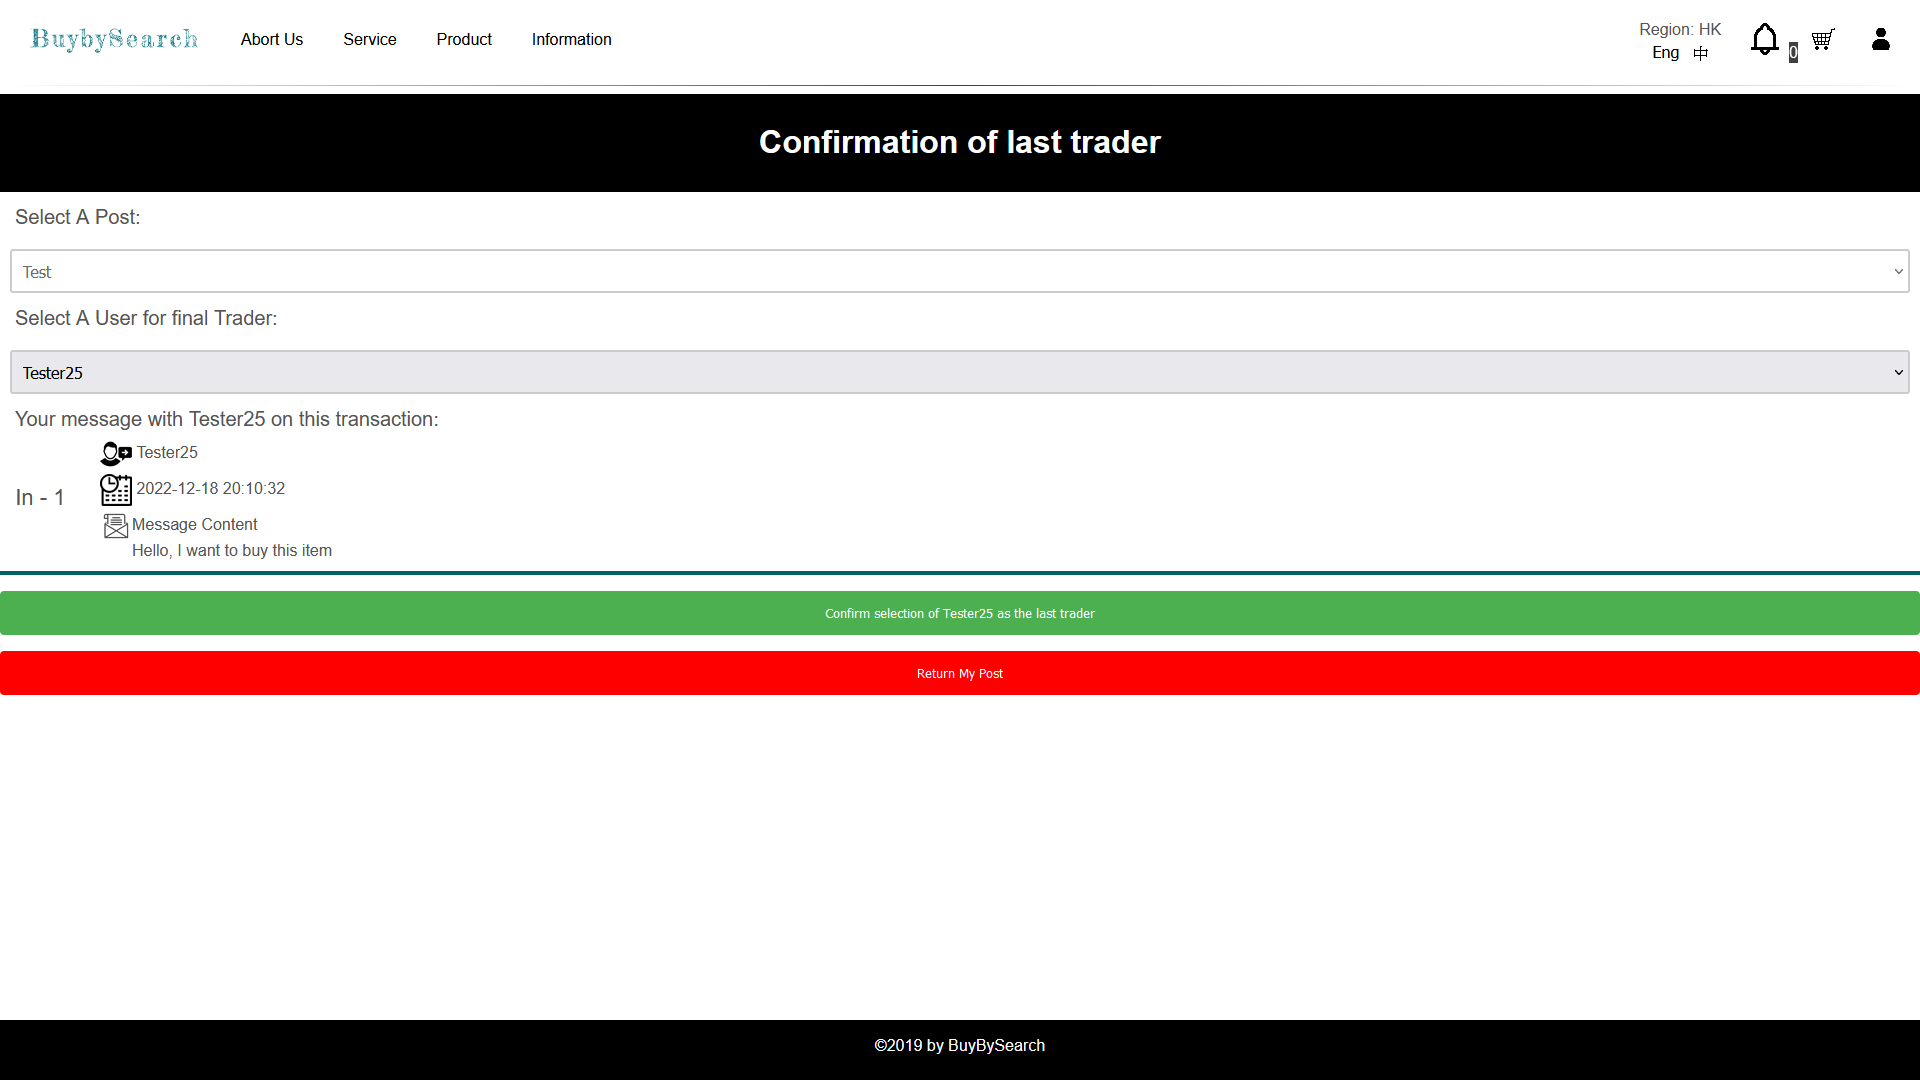 BuybySearch
Abort Us
Service
Product
Information
Region: HK
Eng 中
0
Confirmation of last trader
Select A Post:
Test
Select A User for final Trader:
Tester25
Your message with Tester25 on this transaction:
In - 1
Tester25
2022-12-18 20:10:32
Message Content
Hello, I want to buy this item
Confirm selection of Tester25 as the last trader
Return My Post
©2019 by BuyBySearch